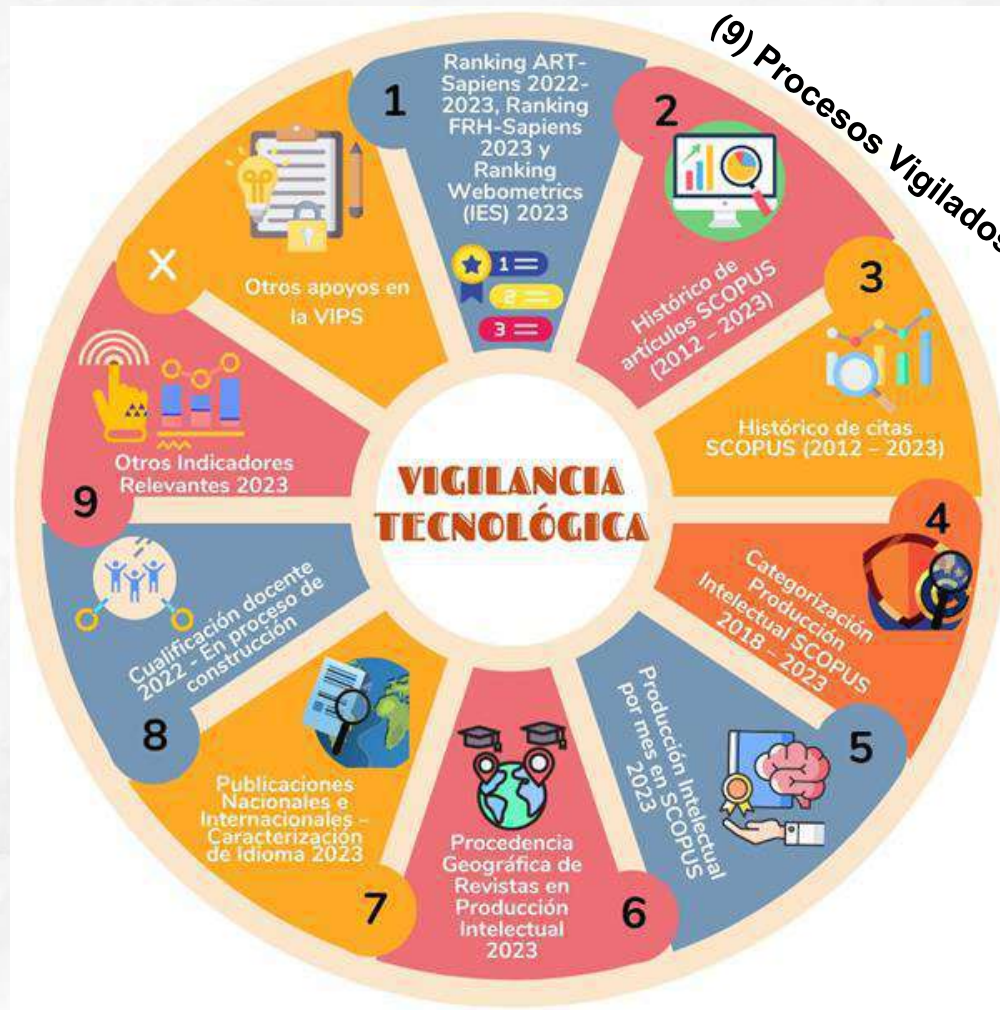 (9) Procesos Vigilados
1
Ranking ART-
Sapiens 2022-
2023, Ranking
FRH-Sapiens
2023 y
Ranking
Webometrics
(IES) 2023
1
2
3
2
Histórico de
artículos SCOPUS
(2012 – 2023)
3
Histórico de citas
SCOPUS (2012 – 2023)
4
Categorización
Producción
Intelectual SCOPUS
2018 – 2023
5
Producción Intelectual
por mes en SCOPUS
2023
6
Procedencia
Geográfica de
Revistas en
Producción
Intelectual
2023
7
Publicaciones
Nacionales e
Internacionales –
Caracterización
de Idioma 2023
8
Cualificación docente
2022 - En proceso de
construcción
9
Otros Indicadores
Relevantes 2023
X
Otros apoyos en
la VIPS
VIGILANCIA
TECNOLÓGICA